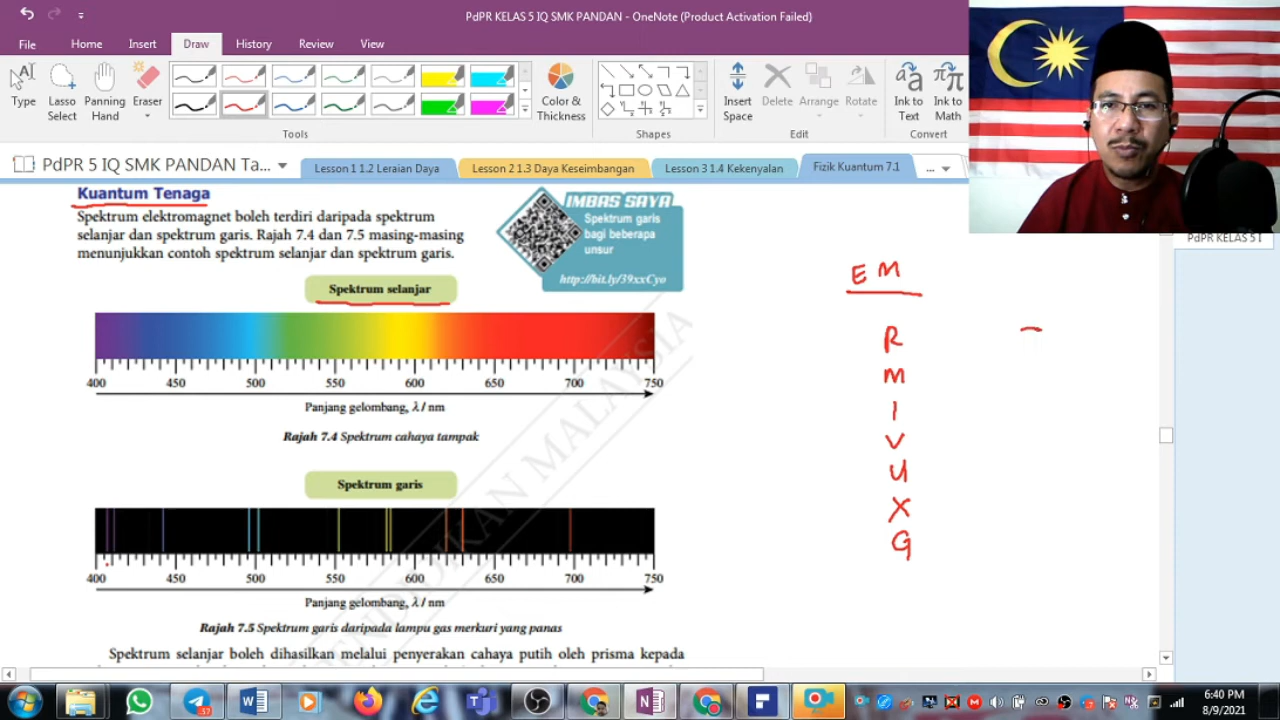 PdPR KELAS 5 IQ SMK PANDAN - OneNote (Product Activation Failed)
File Home Insert Draw History Review View
Type
Lasso Select
Panning Hand
Eraser
Tools
Color & Thickness
Shapes
Insert Space
Delete
Arrange
Rotate
Edit
Ink to Text
Ink to Math
Convert
PdPR 5 IQ SMK PANDAN Ta...
Lesson 1 1.2 Leraian Daya
Lesson 2 1.3 Daya Keseimbangan
Lesson 3 1.4 Kekenyalan
Fizik Kuantum 7.1
...
PdPR KELAS 5 I
Kuantum Tenaga
Spektrum elektromagnet boleh terdiri daripada spektrum
selanjar dan spektrum garis. Rajah 7.4 dan 7.5 masing-masing
menunjukkan contoh spektrum selanjar dan spektrum garis.
IMBAS SAYA
Spektrum garis
bagi beberapa
unsur
http://bit.ly/39xxCyo
Spektrum selanjar
400 450 500 550 600 650 700 750
Panjang gelombang, λ / nm
Rajah 7.4 Spektrum cahaya tampak
Spektrum garis
400 450 500 550 600 650 700 750
Panjang gelombang, λ / nm
Rajah 7.5 Spektrum garis daripada lampu gas merkuri yang panas
Spektrum selanjar boleh dihasilkan melalui penyerakan cahaya putih oleh prisma kepada
PENDIDIKAN MALAYSIA
E M
R
M
I
V
U
X
G
6:40 PM
8/9/2021